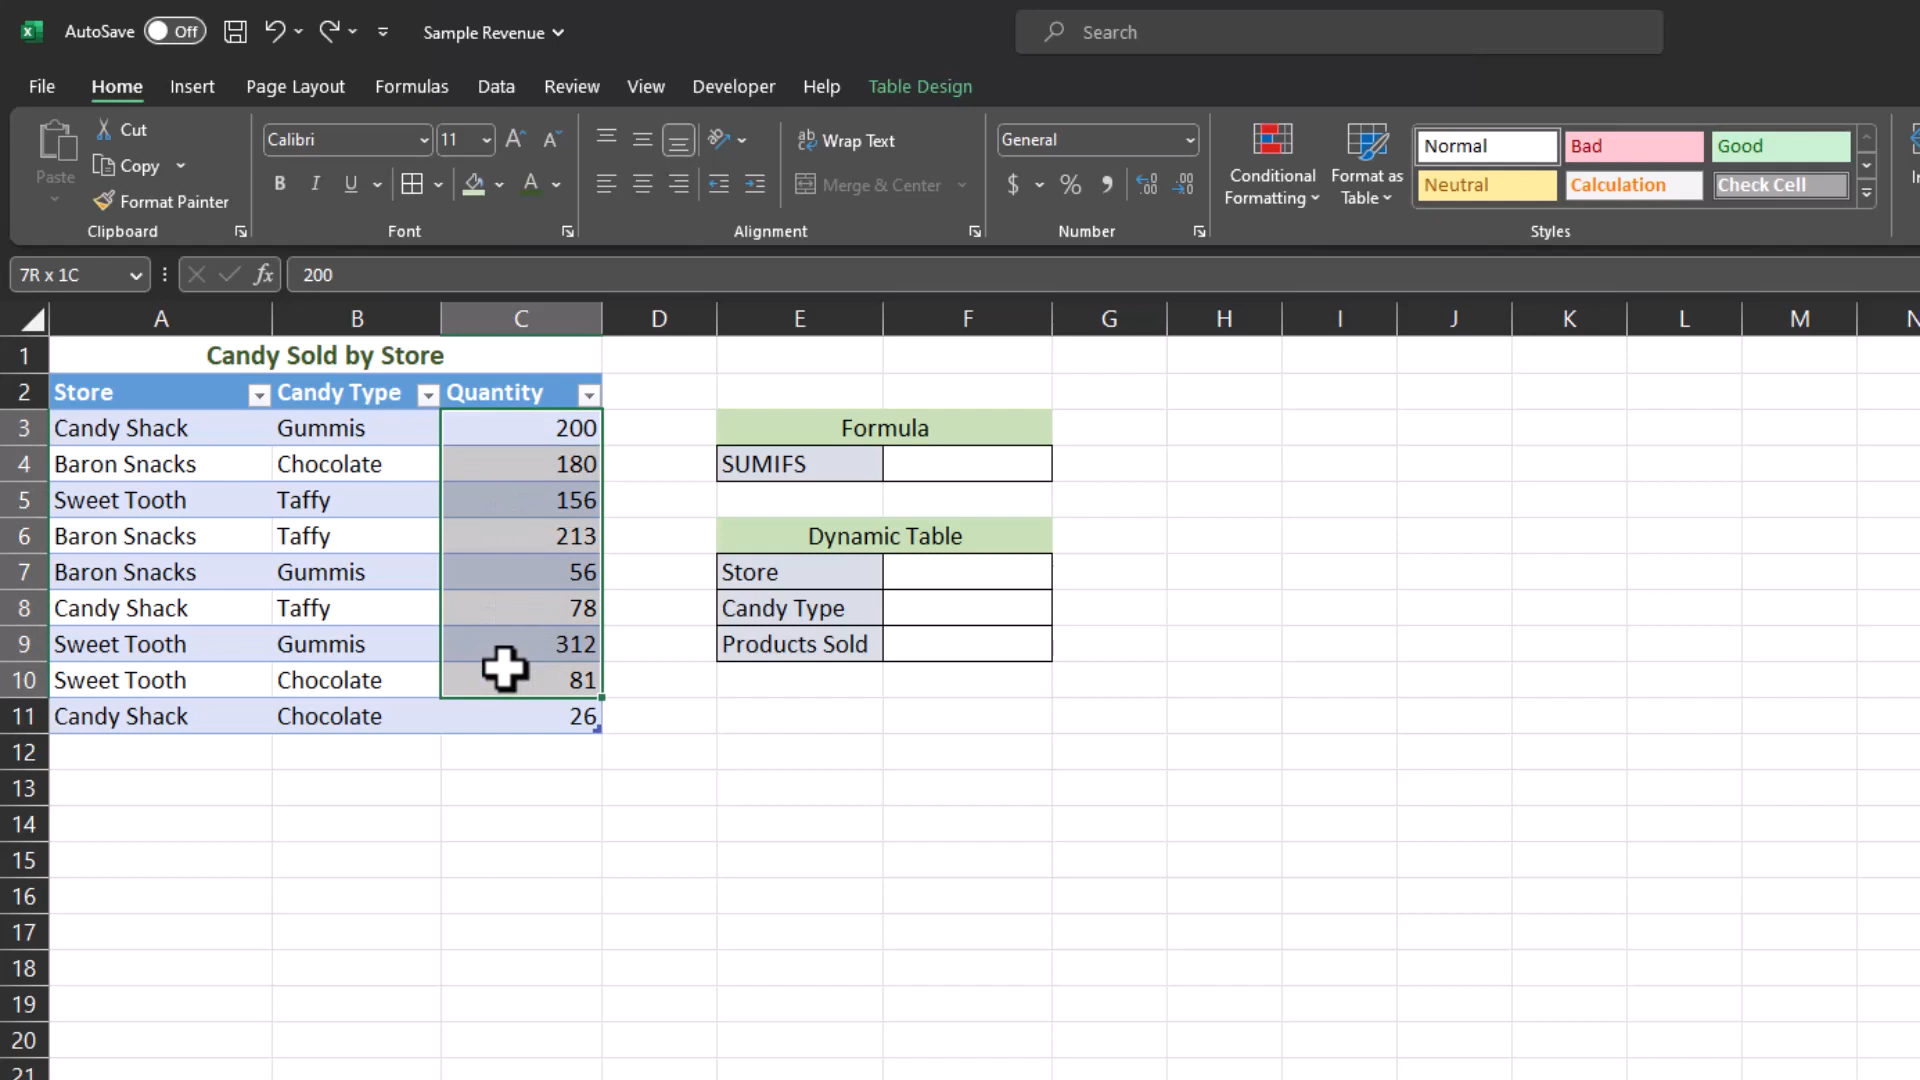 AutoSave Off Sample Revenue Search
File Home Insert Page Layout Formulas Data Review View Developer Help Table Design
Paste
Cut
Copy
Format Painter
Clipboard
Calibri 11
B I U A
Font
Wrap Text
Merge & Center
Alignment
General
$ % ,
Number
Conditional
Formatting
Format as
Table
Normal Bad Good
Neutral Calculation Check Cell
Styles
7R x 1C fx 200
A B C D E F G H I J K L M N
1 Candy Sold by Store
2 Store Candy Type Quantity
3 Candy Shack Gummis 200 Formula
4 Baron Snacks Chocolate 180 SUMIFS
5 Sweet Tooth Taffy 156
6 Baron Snacks Taffy 213 Dynamic Table
7 Baron Snacks Gummis 56 Store
8 Candy Shack Taffy 78 Candy Type
9 Sweet Tooth Gummis 312 Products Sold
10 Sweet Tooth Chocolate 81
11 Candy Shack Chocolate 26
12
13
14
15
16
17
18
19
20
21